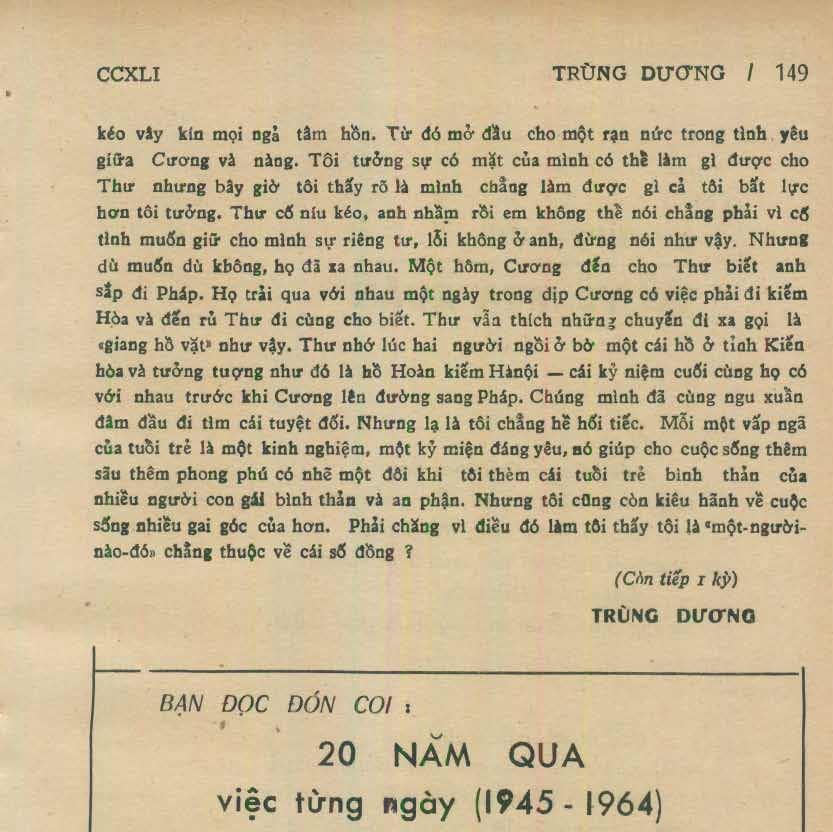 CCXLI TRÙNG DƯƠNG / 149
kéo vây kín mọi ngả tâm hồn. Từ đó mở đầu cho một rạn nứt trong tình yêu
giữa Cương và nàng. Tôi tưởng sự có mặt của mình có thể làm gì được cho
Thư nhưng bây giờ tôi thấy rõ là mình chẳng làm được gì cả tôi bất lực
hơn tôi tưởng. Thư cố níu kéo, anh nhầm rồi em không thể nói chẳng phải vì cố
tình muốn giữ cho mình sự riêng tư, lỗi không ở anh, đừng nói như vậy. Nhưng
dù muốn dù không, họ đã xa nhau. Một hôm, Cương đến cho Thư biết anh
sắp đi Pháp. Họ trải qua với nhau một ngày trong dịp Cương có việc phải đi kiếm
Hòa và đến rủ Thư đi cùng cho biết. Thư vẫn thích những chuyến đi xa gọi là
«giang hồ vặt» như vậy. Thư nhớ lúc hai người ngồi ở bờ một cái hồ ở tỉnh Kiến
hòa và tưởng tượng như đó là hồ Hoàn kiếm Hànội — cái kỷ niệm cuối cùng họ có
với nhau trước khi Cương lên đường sang Pháp. Chúng mình đã cùng ngu xuẩn
đâm đầu đi tìm cái tuyệt đối. Nhưng lạ là tôi chẳng hề hối tiếc. Mỗi một vấp ngã
của tuổi trẻ là một kinh nghiệm, một kỷ miện đáng yêu, nó giúp cho cuộc sống thêm
sâu thêm phong phú có nhẽ một đôi khi tôi thèm cái tuổi trẻ bình thản của
nhiều người con gái bình thản và an phận. Nhưng tôi cũng còn kiêu hãnh về cuộc
sống nhiều gai góc của hơn. Phải chăng vì điều đó làm tôi thấy tôi là «một-người-
nào-đó» chẳng thuộc về cái số đông ?
(Còn tiếp 1 kỳ)
TRÙNG DƯƠNG
BẠN ĐỌC ĐÓN COI :
20 NĂM QUA
việc từng ngày (1945 - 1964)